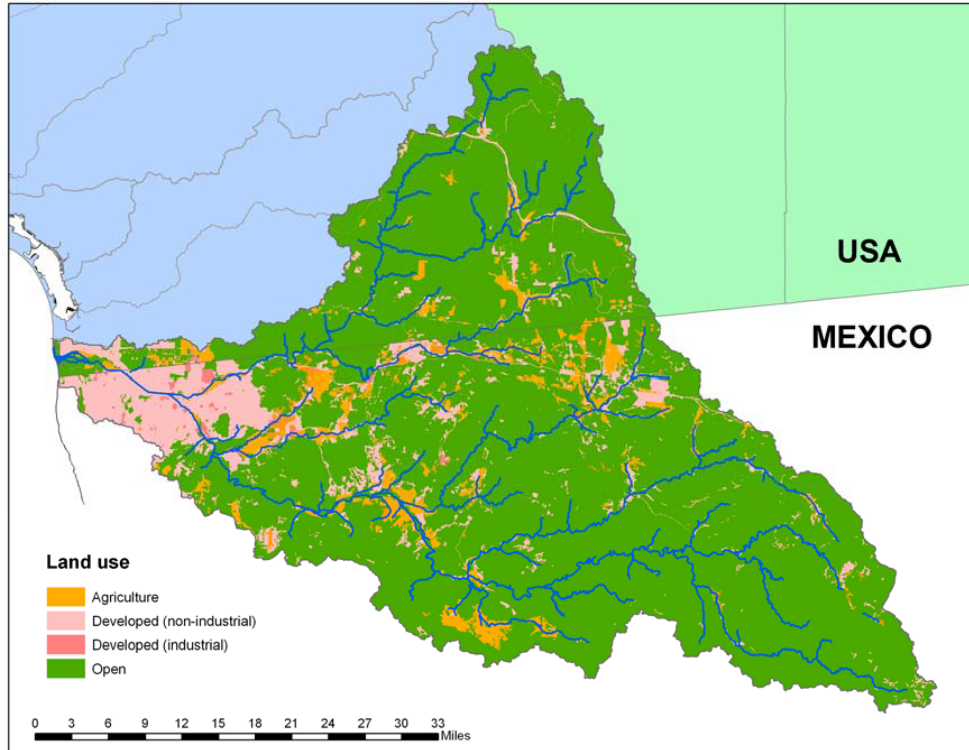 USA
MEXICO
Land use
Agriculture
Developed (non-industrial)
Developed (industrial)
Open
0 3 6 9 12 15 18 21 24 27 30 33
Miles